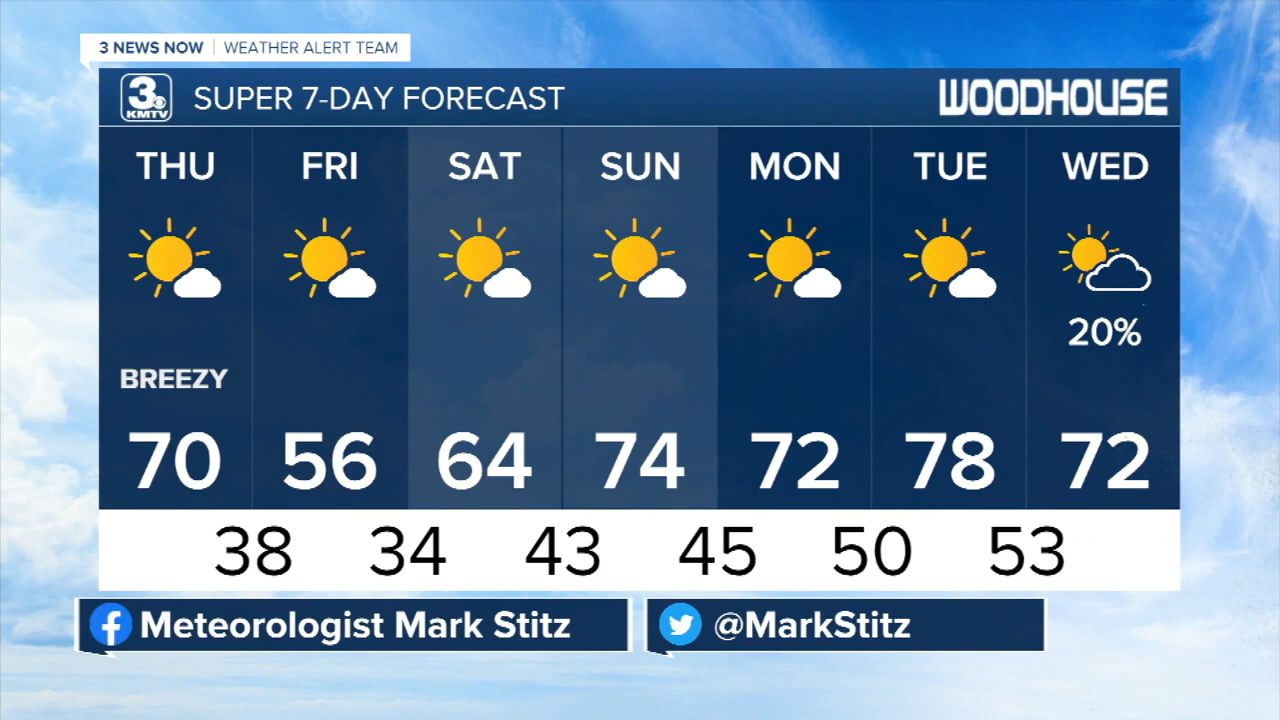 3 NEWS NOW | WEATHER ALERT TEAM
3 KMTV SUPER 7-DAY FORECAST WOODHOUSE
THU FRI SAT SUN MON TUE WED
20%
BREEZY
70 56 64 74 72 78 72
38 34 43 45 50 53
Meteorologist Mark Stitz @MarkStitz